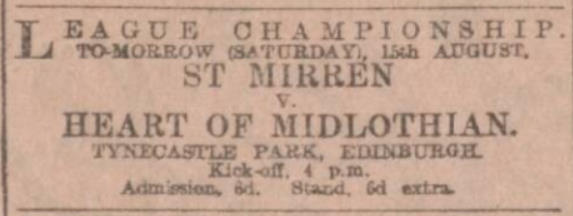 LEAGUE CHAMPIONSHIP.
TO-MORROW (SATURDAY), 15th AUGUST,
ST MIRREN
V.
HEART OF MIDLOTHIAN.
TYNECASTLE PARK, EDINBURGH.
Kick-off, 4 p.m.
Admission, 6d. Stand, 6d extra.